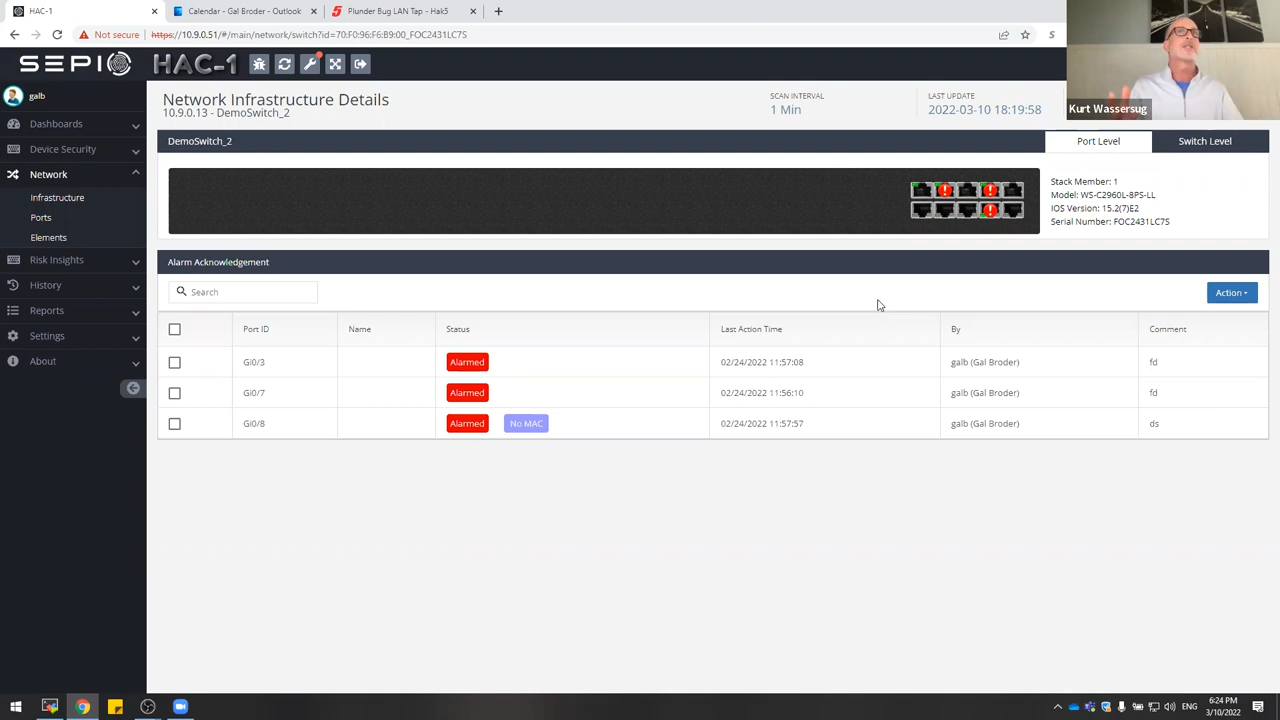 HAC-1
Calendar - Gal Broder - Outlook
Plunder Bug LAN Tap - Hak5
Not secure
https://10.9.0.51/#/main/network/switch?id=70:F0:96:F6:B9:00_FOC2431LC7S
SEPIO
HAC-1
Kurt Wassersug
galb
Dashboards
Device Security
Network
Infrastructure
Ports
Elements
Risk Insights
History
Reports
Settings
About
Network Infrastructure Details
10.9.0.13 - DemoSwitch_2
SCAN INTERVAL
1 Min
LAST UPDATE
2022-03-10 18:19:58
DemoSwitch_2
Port Level
Switch Level
Stack Member: 1
Model: WS-C2960L-8PS-LL
IOS Version: 15.2(7)E2
Serial Number: FOC2431LC7S
Alarm Acknowledgement
Search
Action
Port ID Name Status Last Action Time By Comment
Gi0/3 Alarmed 02/24/2022 11:57:08 galb (Gal Broder) fd
Gi0/7 Alarmed 02/24/2022 11:56:10 galb (Gal Broder) fd
Gi0/8 Alarmed No MAC 02/24/2022 11:57:57 galb (Gal Broder) ds
ENG
6:24 PM
3/10/2022